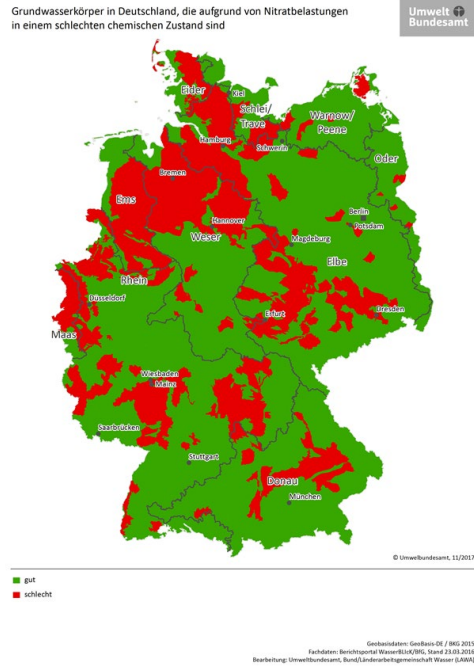 Grundwasserkörper in Deutschland, die aufgrund von Nitratbelastungen
in einem schlechten chemischen Zustand sind
Umwelt
Bundesamt
Eider
Kiel
Schlei/
Trave
Warnow/
Peene
Hamburg
Schwerin
Oder
Bremen
Ems
Hannover
Berlin
Potsdam
Weser
Magdeburg
Elbe
Rhein
Düsseldorf
Erfurt
Dresden
Maas
Wiesbaden
Mainz
Saarbrücken
Stuttgart
Donau
München
© Umweltbundesamt, 11/2017
gut
schlecht
Geobasisdaten: GeoBasis-DE / BKG 2015
Fachdaten: Berichtsportal WasserBLIcK/BfG, Stand 23.03.2016
Bearbeitung: Umweltbundesamt, Bund/Länderarbeitsgemeinschaft Wasser (LAWA)